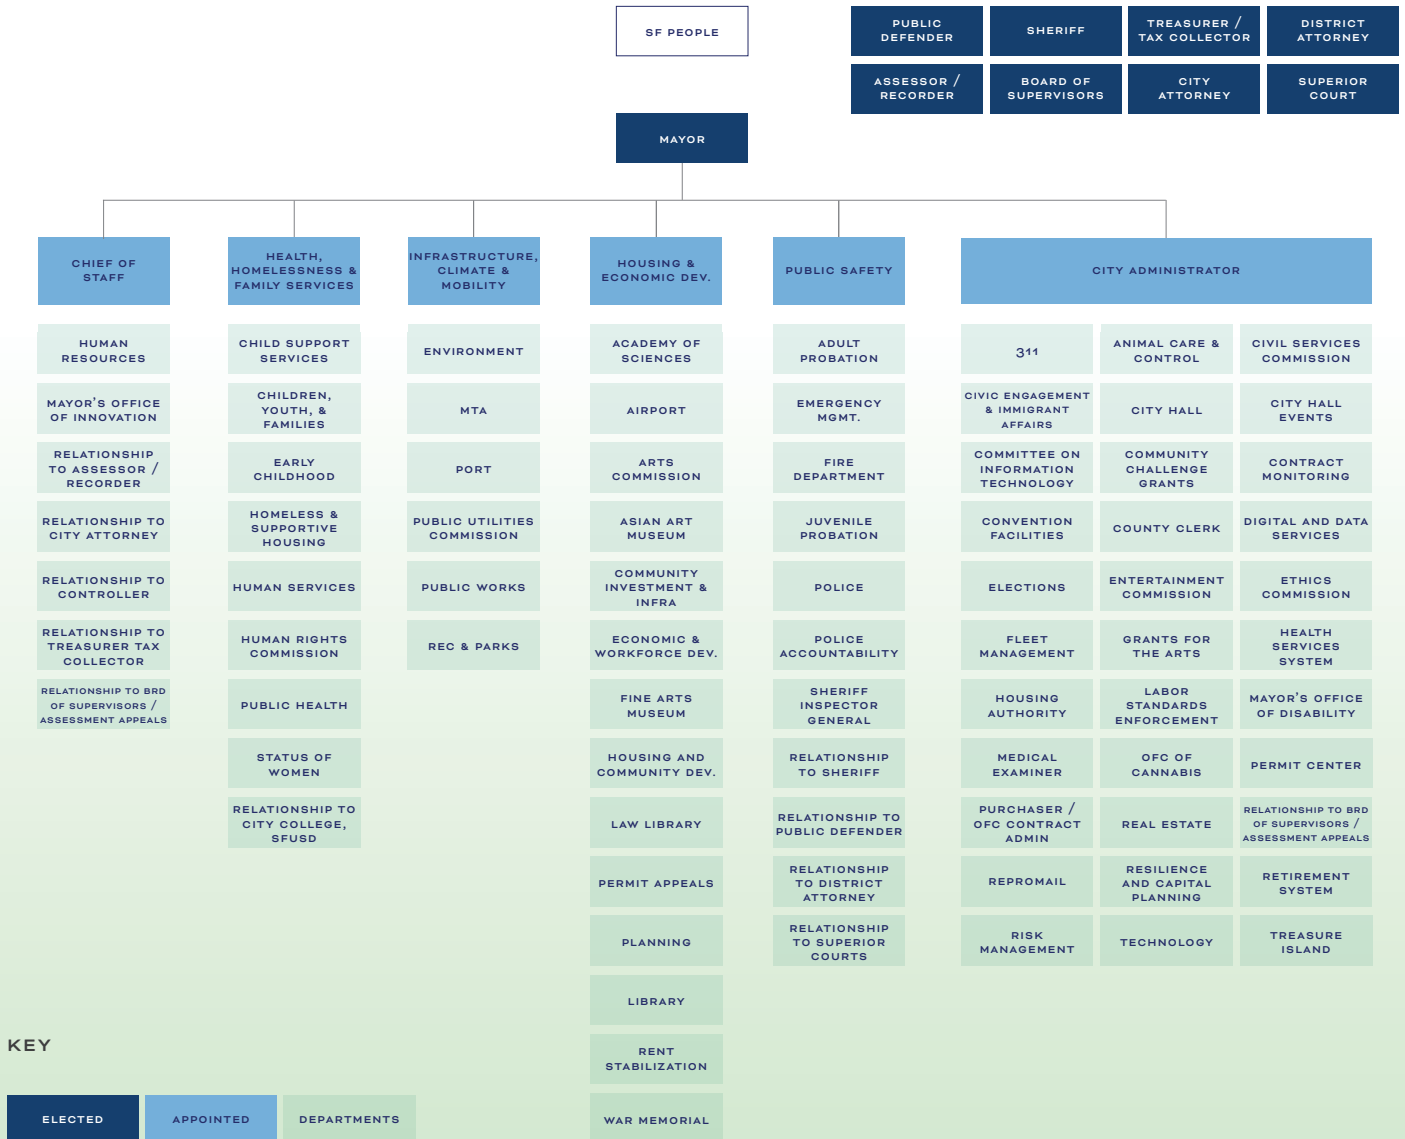 SF PEOPLE
PUBLIC
DEFENDER
SHERIFF
TREASURER /
TAX COLLECTOR
DISTRICT
ATTORNEY
ASSESSOR /
RECORDER
BOARD OF
SUPERVISORS
CITY
ATTORNEY
SUPERIOR
COURT
MAYOR
CHIEF OF
STAFF
HUMAN
RESOURCES
MAYOR'S OFFICE
OF INNOVATION
RELATIONSHIP
TO ASSESSOR /
RECORDER
RELATIONSHIP TO
CITY ATTORNEY
RELATIONSHIP TO
CONTROLLER
RELATIONSHIP TO
TREASURER TAX
COLLECTOR
RELATIONSHIP TO BRD
OF SUPERVISORS /
ASSESSMENT APPEALS
HEALTH,
HOMELESSNESS &
FAMILY SERVICES
CHILD SUPPORT
SERVICES
CHILDREN,
YOUTH, &
FAMILIES
EARLY
CHILDHOOD
HOMELESS &
SUPPORTIVE
HOUSING
HUMAN SERVICES
HUMAN RIGHTS
COMMISSION
PUBLIC HEALTH
STATUS OF
WOMEN
RELATIONSHIP TO
CITY COLLEGE,
SFUSD
INFRASTRUCTURE,
CLIMATE &
MOBILITY
ENVIRONMENT
MTA
PORT
PUBLIC UTILITIES
COMMISSION
PUBLIC WORKS
REC & PARKS
HOUSING &
ECONOMIC DEV.
ACADEMY OF
SCIENCES
AIRPORT
ARTS
COMMISSION
ASIAN ART
MUSEUM
COMMUNITY
INVESTMENT &
INFRA
ECONOMIC &
WORKFORCE DEV.
FINE ARTS
MUSEUM
HOUSING AND
COMMUNITY DEV.
LAW LIBRARY
PERMIT APPEALS
PLANNING
LIBRARY
RENT
STABILIZATION
WAR MEMORIAL
PUBLIC SAFETY
ADULT
PROBATION
EMERGENCY
MGMT.
FIRE
DEPARTMENT
JUVENILE
PROBATION
POLICE
POLICE
ACCOUNTABILITY
SHERIFF
INSPECTOR
GENERAL
RELATIONSHIP
TO SHERIFF
RELATIONSHIP TO
PUBLIC DEFENDER
RELATIONSHIP
TO DISTRICT
ATTORNEY
RELATIONSHIP
TO SUPERIOR
COURTS
CITY ADMINISTRATOR
311
ANIMAL CARE &
CONTROL
CIVIL SERVICES
COMMISSION
CIVIC ENGAGEMENT
& IMMIGRANT
AFFAIRS
CITY HALL
CITY HALL
EVENTS
COMMITTEE ON
INFORMATION
TECHNOLOGY
COMMUNITY
CHALLENGE
GRANTS
CONTRACT
MONITORING
CONVENTION
FACILITIES
COUNTY CLERK
DIGITAL AND DATA
SERVICES
ELECTIONS
ENTERTAINMENT
COMMISSION
ETHICS
COMMISSION
FLEET
MANAGEMENT
GRANTS FOR
THE ARTS
HEALTH
SERVICES
SYSTEM
HOUSING
AUTHORITY
LABOR
STANDARDS
ENFORCEMENT
MAYOR'S OFFICE
OF DISABILITY
MEDICAL
EXAMINER
OFC OF
CANNABIS
PERMIT CENTER
PURCHASER /
OFC CONTRACT
ADMIN
REAL ESTATE
RELATIONSHIP TO BRD
OF SUPERVISORS /
ASSESSMENT APPEALS
REPROMAIL
RESILIENCE
AND CAPITAL
PLANNING
RETIREMENT
SYSTEM
RISK
MANAGEMENT
TECHNOLOGY
TREASURE
ISLAND
KEY
ELECTED
APPOINTED
DEPARTMENTS